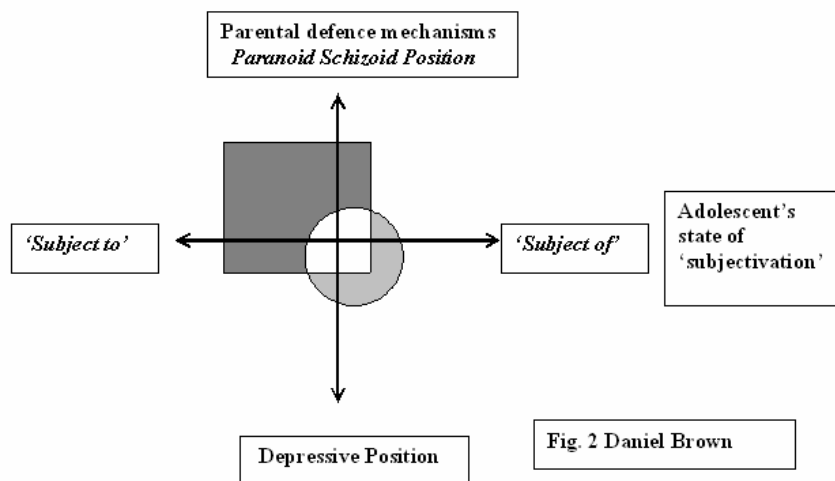 Parental defence mechanisms
Paranoid Schizoid Position
‘Subject to’
‘Subject of’
Adolescent’s
state of
‘subjectivation’
Depressive Position
Fig. 2 Daniel Brown